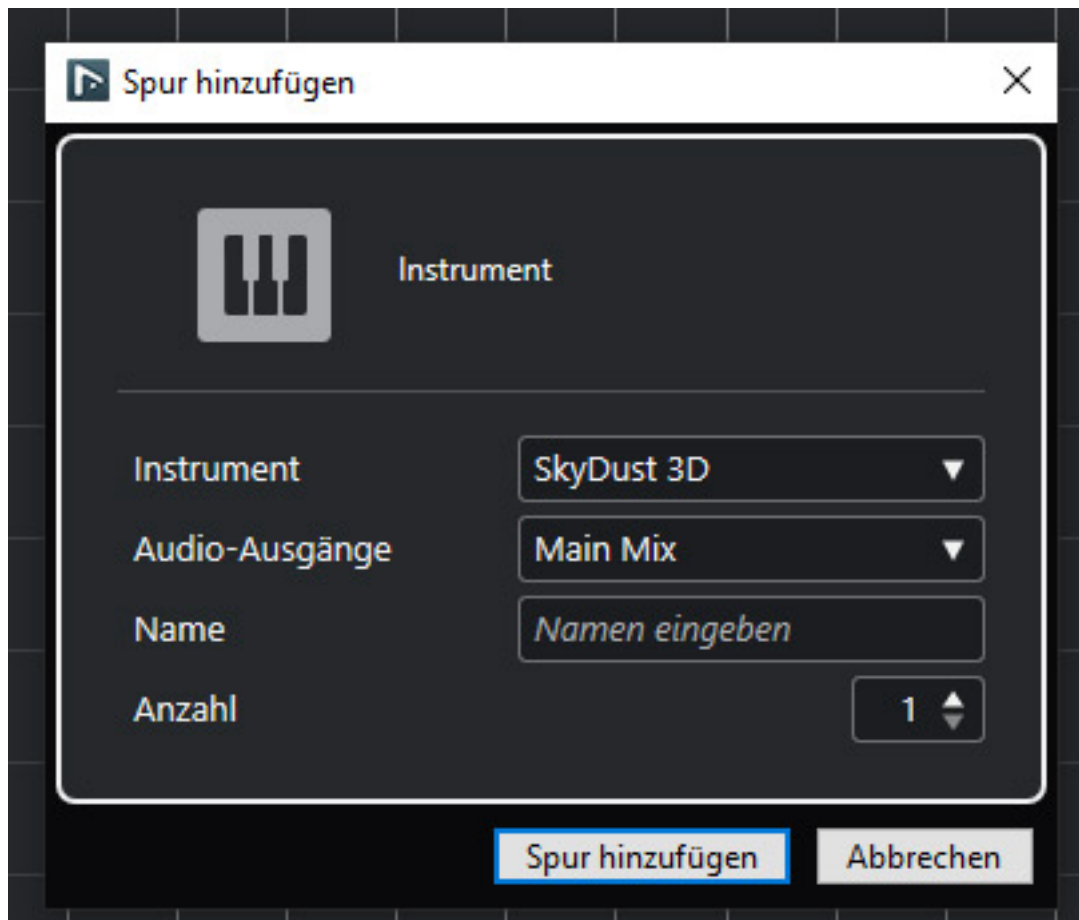 Spur hinzufügen
Instrument
Instrument SkyDust 3D
Audio-Ausgänge Main Mix
Name Namen eingeben
Anzahl 1
Spur hinzufügen Abbrechen